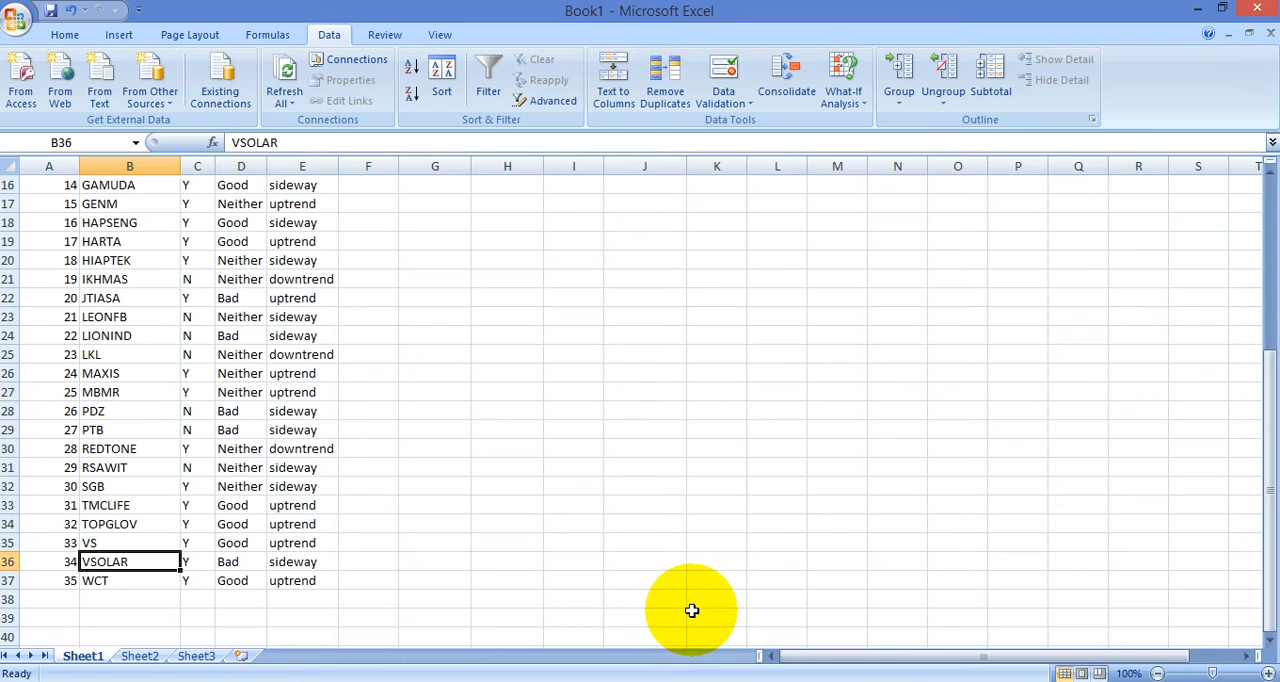 Book1 - Microsoft Excel
Home Insert Page Layout Formulas Data Review View
From Access From Web From Text From Other Sources Existing Connections
Get External Data
Refresh All Connections Properties Edit Links
Connections
Sort Filter Clear Reapply Advanced
Sort & Filter
Text to Columns Remove Duplicates Data Validation Consolidate What-If Analysis
Data Tools
Group Ungroup Subtotal Show Detail Hide Detail
Outline
B36 fx VSOLAR
A B C D E F G H I J K L M N O P Q R S T
16 14 GAMUDA Y Good sideway
17 15 GENM Y Neither uptrend
18 16 HAPSENG Y Good sideway
19 17 HARTA Y Good uptrend
20 18 HIAPTEK Y Neither sideway
21 19 IKHMAS N Neither downtrend
22 20 JTIASA Y Bad uptrend
23 21 LEONFB N Neither sideway
24 22 LIONIND N Bad sideway
25 23 LKL N Neither downtrend
26 24 MAXIS Y Neither uptrend
27 25 MBMR Y Neither uptrend
28 26 PDZ N Bad sideway
29 27 PTB N Bad sideway
30 28 REDTONE Y Neither downtrend
31 29 RSAWIT N Neither sideway
32 30 SGB Y Neither sideway
33 31 TMCLIFE Y Good uptrend
34 32 TOPGLOV Y Good uptrend
35 33 VS Y Good uptrend
36 34 VSOLAR Y Bad sideway
37 35 WCT Y Good uptrend
38
39
40
Sheet1 Sheet2 Sheet3
Ready 100%